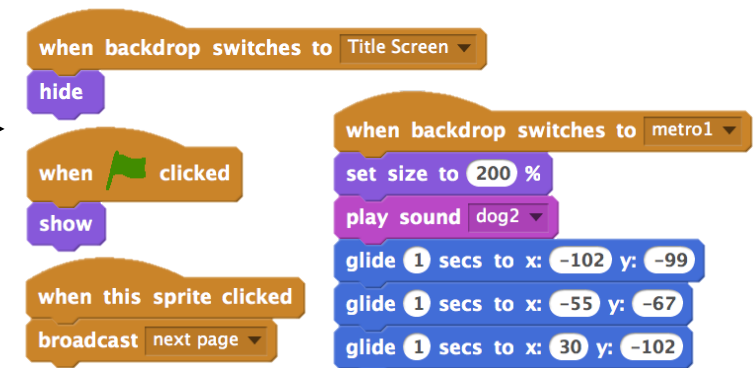 when backdrop switches to Title Screen
hide
when clicked
show
when this sprite clicked
broadcast next page
when backdrop switches to metro1
set size to 200 %
play sound dog2
glide 1 secs to x: -102 y: -99
glide 1 secs to x: -55 y: -67
glide 1 secs to x: 30 y: -102